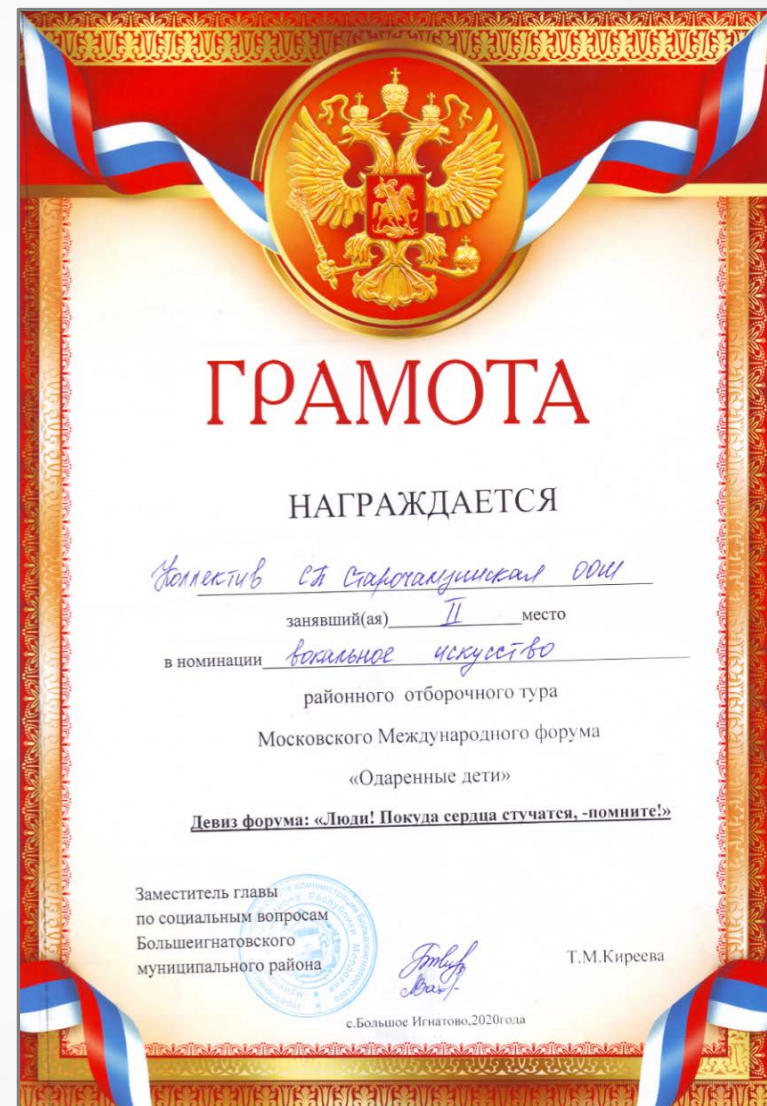 ГРАМОТА
НАГРАЖДАЕТСЯ
Коллектив СП Старочамзинская ООШ
занявший(ая) II место
в номинации вокальное искусство
районного отборочного тура
Московского Международного форума
«Одаренные дети»
Девиз форума: «Люди! Покуда сердца стучатся, -помните!»
Заместитель главы
по социальным вопросам
Большеигнатовского
муниципального района
Т.М.Киреева
с.Большое Игнатово,2020года